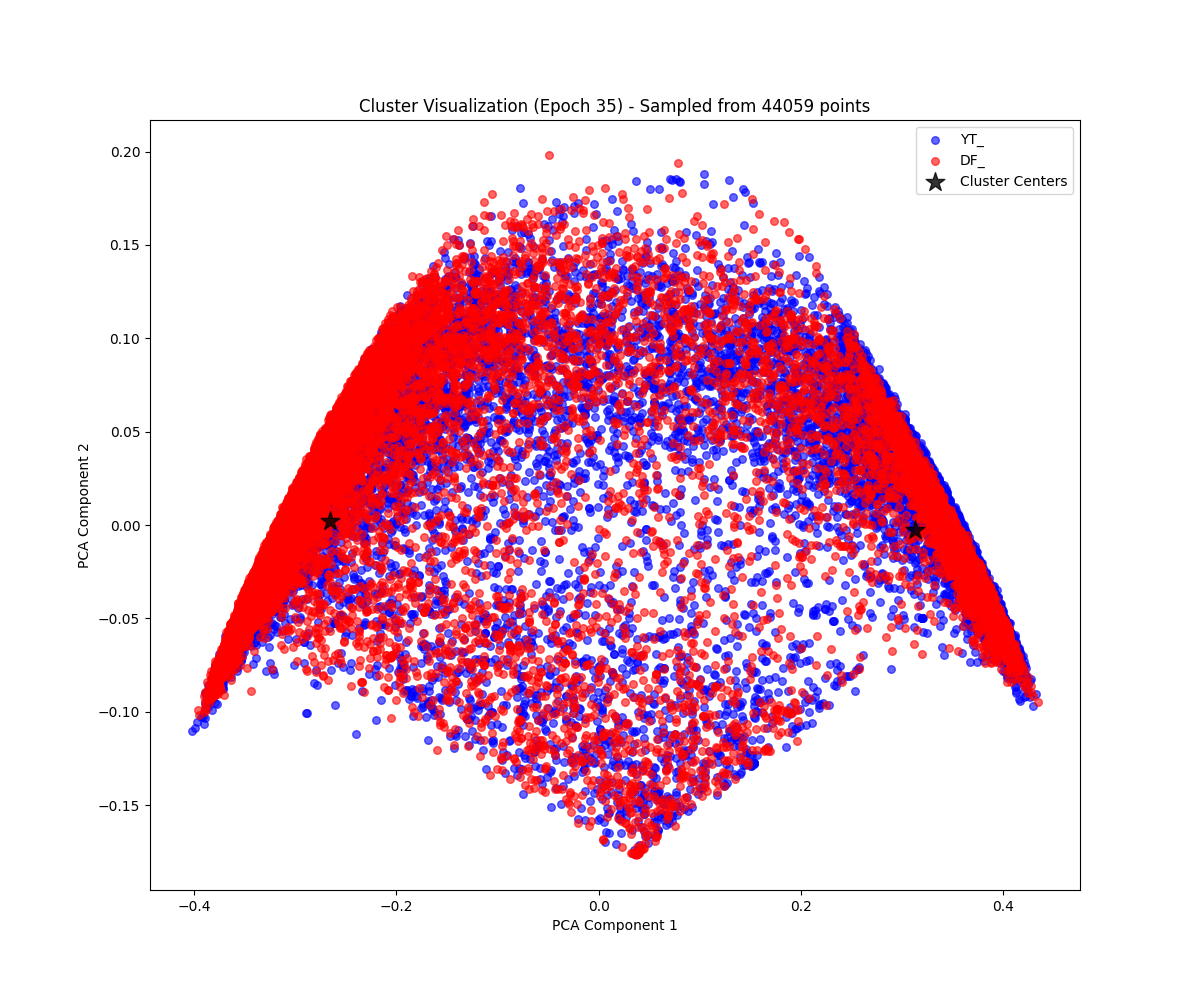 Cluster Visualization (Epoch 35) - Sampled from 44059 points
YT_
DF_
Cluster Centers
PCA Component 2
0.20
0.15
0.10
0.05
0.00
−0.05
−0.10
−0.15
−0.4
−0.2
0.0
0.2
0.4
PCA Component 1